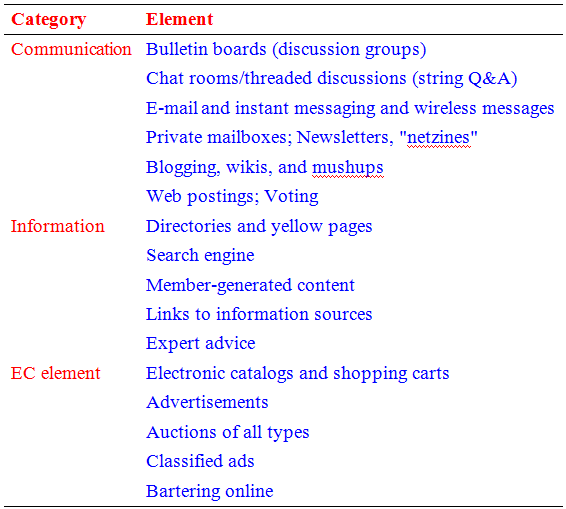 Category Element
Communication Bulletin boards (discussion groups)
Chat rooms/threaded discussions (string Q&A)
E-mail and instant messaging and wireless messages
Private mailboxes; Newsletters, "netzines"
Blogging, wikis, and mushups
Web postings; Voting
Information Directories and yellow pages
Search engine
Member-generated content
Links to information sources
Expert advice
EC element Electronic catalogs and shopping carts
Advertisements
Auctions of all types
Classified ads
Bartering online